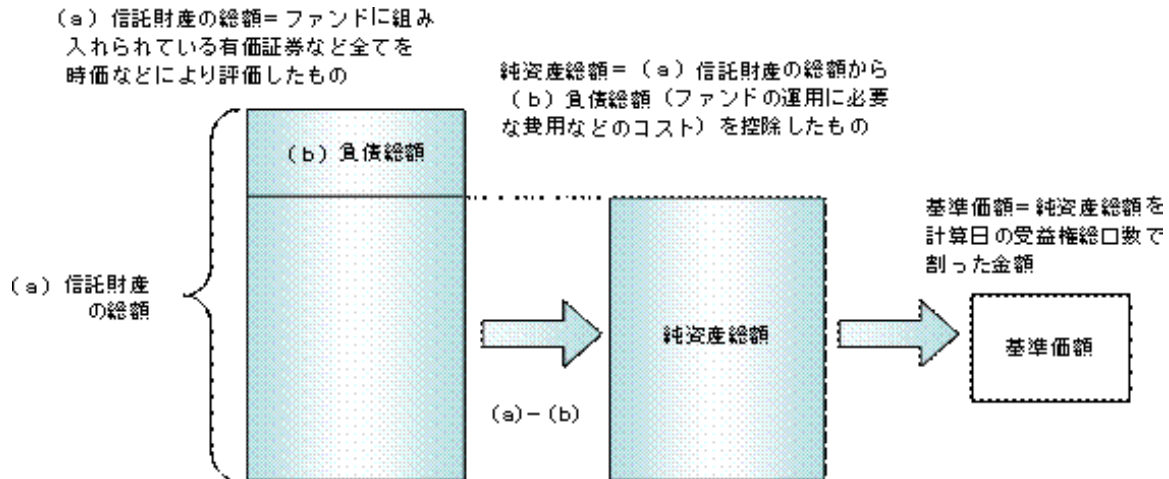 (a)信託財産の総額=ファンドに組み
入れられている有価証券など全てを
時価などにより評価したもの
純資産総額=(a)信託財産の総額から
(b)負債総額(ファンドの運用に必要
な費用などのコスト)を控除したもの
(b)負債総額
基準価額=純資産総額を
計算日の受益権総口数で
割った金額
(a)信託財産
の総額
純資産総額
基準価額
(a)-(b)